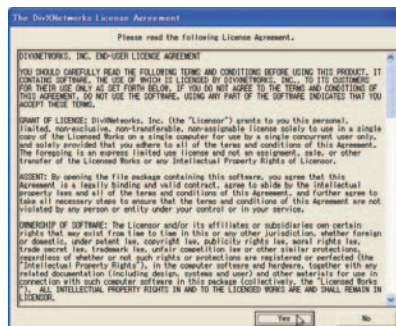 The DivXNetworks License Agreement
Please read the following License Agreement.
DIVXNETWORKS, INC. END-USER LICENSE AGREEMENT
YOU SHOULD CAREFULLY READ THE FOLLOWING TERMS AND CONDITIONS BEFORE USING THIS PRODUCT, IT
CONTAINS SOFTWARE, THE USE OF WHICH IS LICENSED BY DIVXNETWORKS, INC., TO ITS CUSTOMERS
FOR THEIR USE ONLY AS SET FORTH BELOW. IF YOU DO NOT AGREE TO THE TERMS AND CONDITIONS OF
THIS AGREEMENT, DO NOT USE THE SOFTWARE. USING ANY PART OF THE SOFTWARE INDICATES THAT YOU
ACCEPT THESE TERMS.
GRANT OF LICENSE: DivXNetworks, Inc. (the "Licensor") grants to you this personal,
limited, non-exclusive, non-transferable, non-assignable license solely to use in a single
copy of the Licensed Works on a single computer for use by a single concurrent user only,
and solely provided that you adhere to all of the terms and conditions of this Agreement.
The foregoing is an express limited use license and not an assignment, sale, or other
transfer of the Licensed Works or any Intellectual Property Rights of Licensor.
ASSENT: By opening the file package containing this software, you agree that this
Agreement is a legally binding and valid contract, agree to abide by the intellectual
property laws and all of the terms and conditions of this Agreement, and further agree to
take all necessary steps to ensure that the terms and conditions of this Agreement are not
violated by any person or entity under your control or in your service.
OWNERSHIP OF SOFTWARE: The Licensor and/or its affiliates or subsidiaries own certain
rights that may exist from time to time in this or any other jurisdiction, whether foreign
or domestic, under patent law, copyright law, publicity rights law, moral rights law,
trade secret law, trademark law, unfair competition law or other similar protections,
regardless of whether or not such rights or protections are registered or perfected (the
"Intellectual Property Rights"), in the computer software and hardware, together with any
related documentation (including design, systems and user) and other materials for use in
connection with such computer software in this package (collectively, the "Licensed Works
"). ALL INTELLECTUAL PROPERTY RIGHTS IN AND TO THE LICENSED WORKS ARE AND SHALL REMAIN IN
LICENSOR.
Yes No